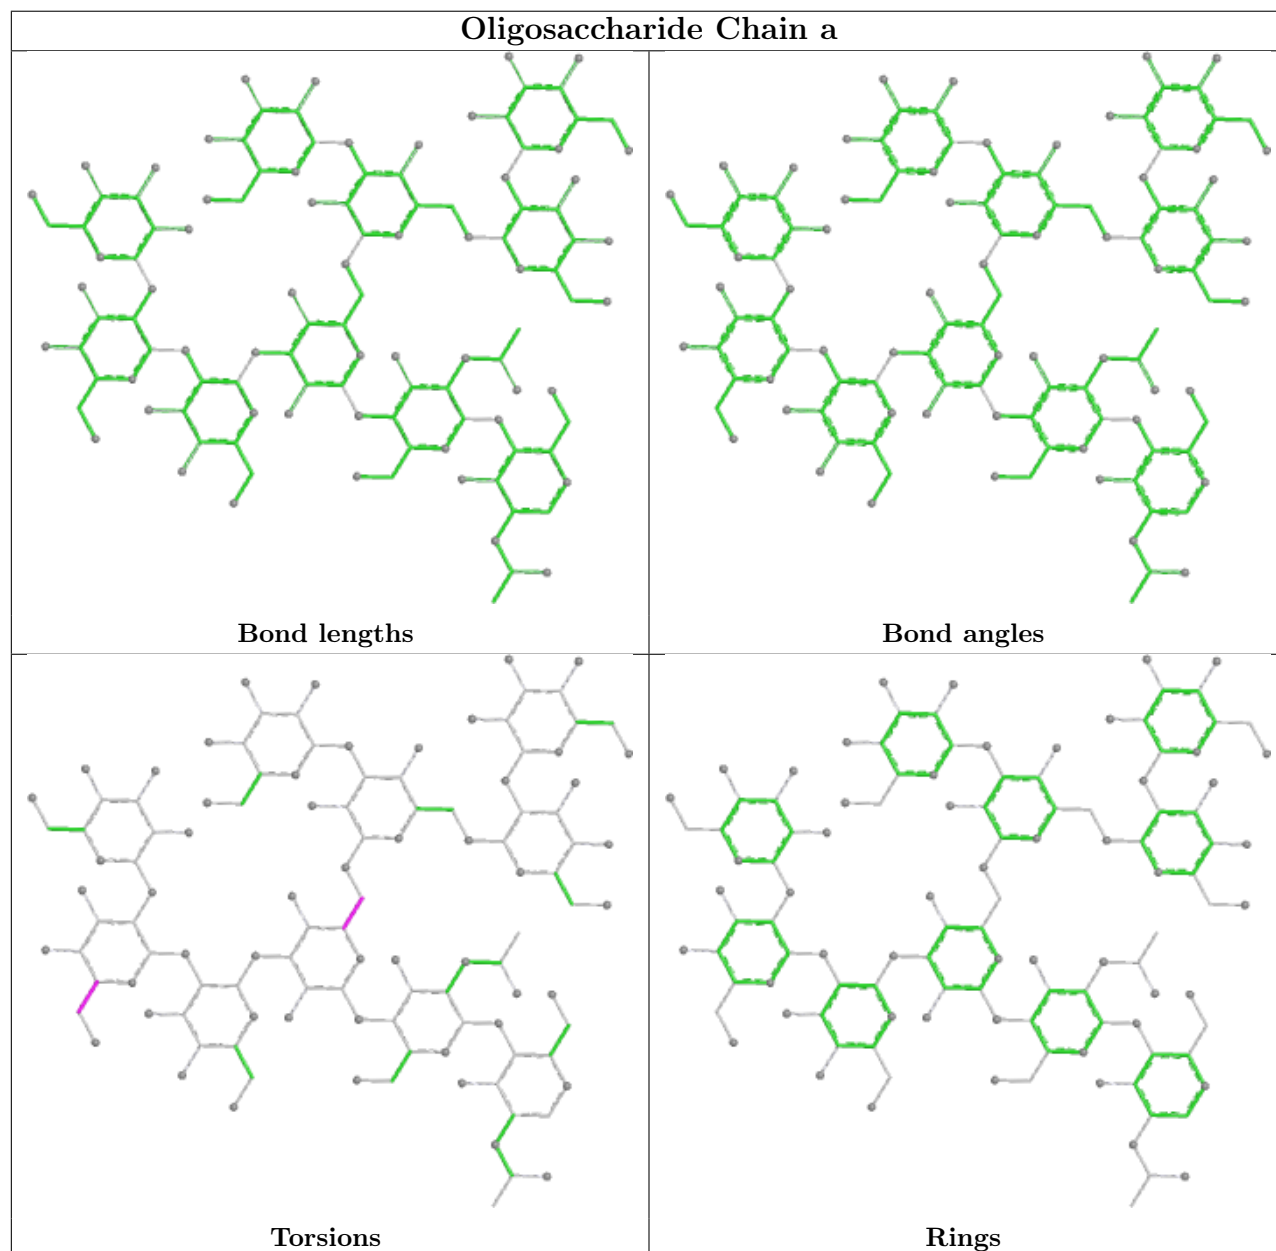 Oligosaccharide Chain a
Bond lengths
Bond angles
Torsions
Rings